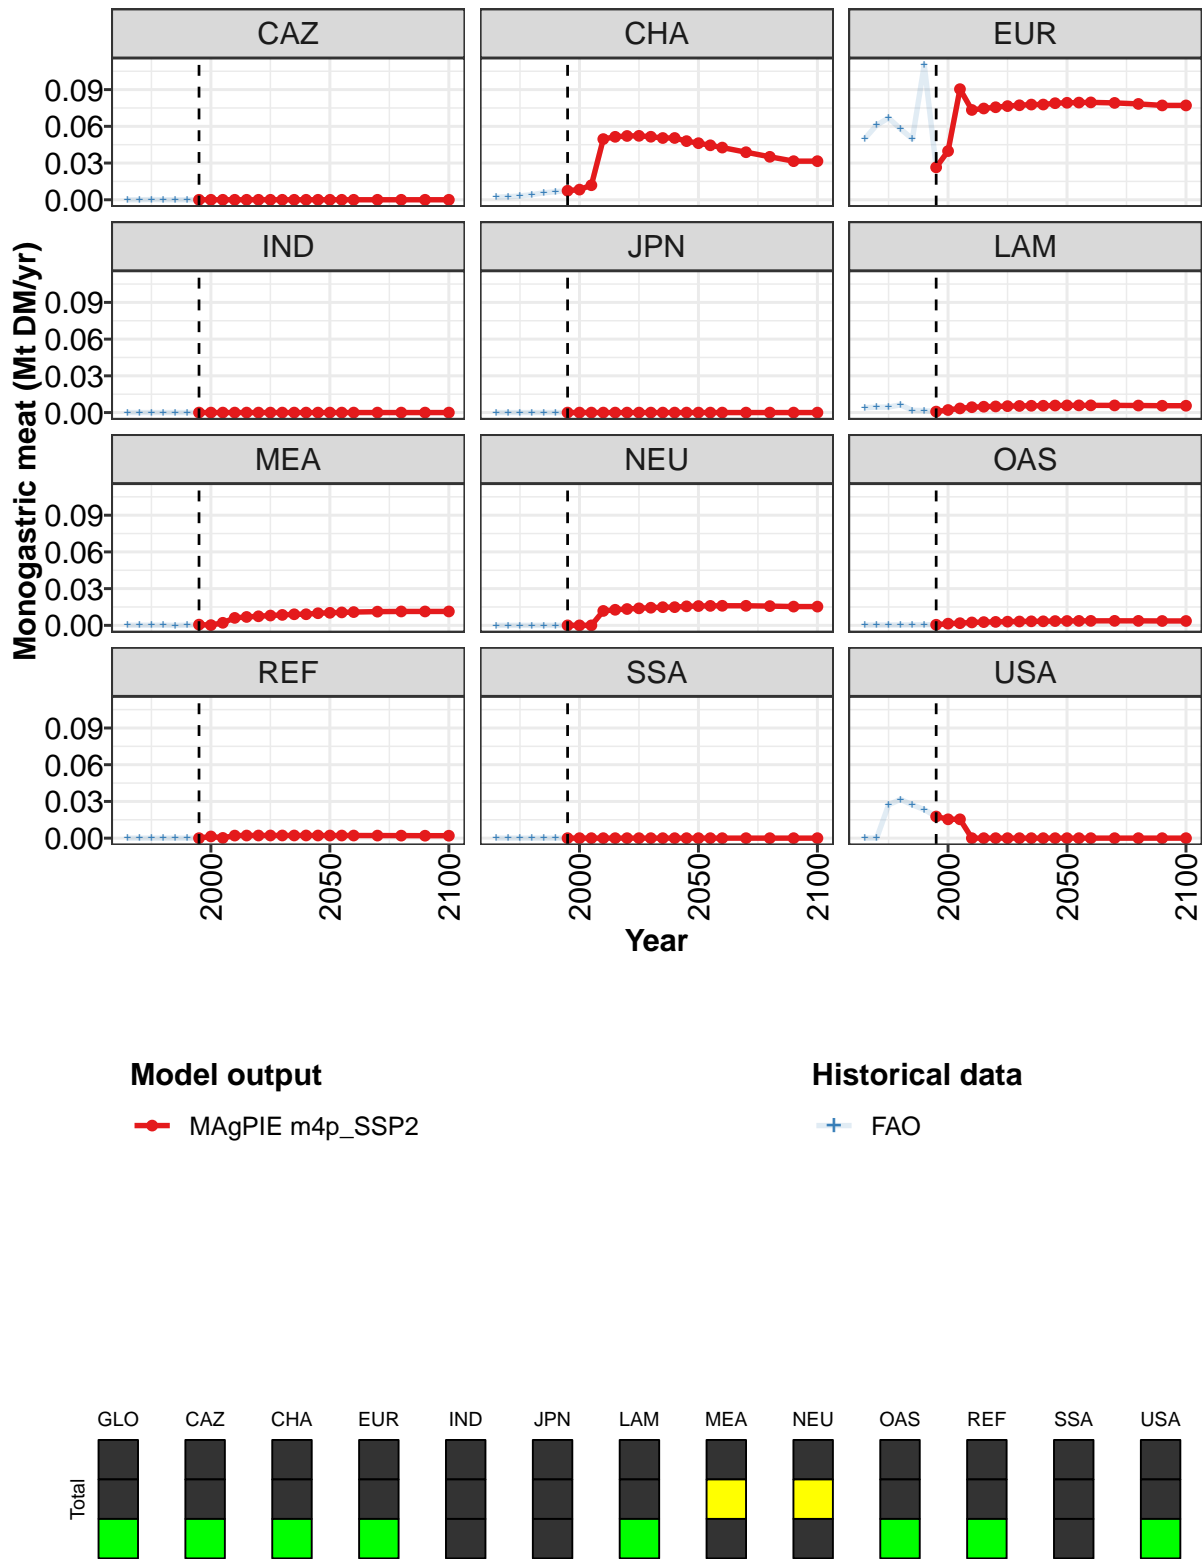 CAZ CHA EUR
0.09
0.06
0.03
0.00
IND JPN LAM
0.09
0.06
0.03
0.00
MEA NEU OAS
0.09
0.06
0.03
0.00
REF SSA USA
0.09
0.06
0.03
0.00
Monogastric meat (Mt DM/yr)
2000 2050 2100 2000 2050 2100 2000 2050 2100
Year
Model output Historical data
MAgPIE m4p_SSP2 FAO
GLO CAZ CHA EUR IND JPN LAM MEA NEU OAS REF SSA USA
Total